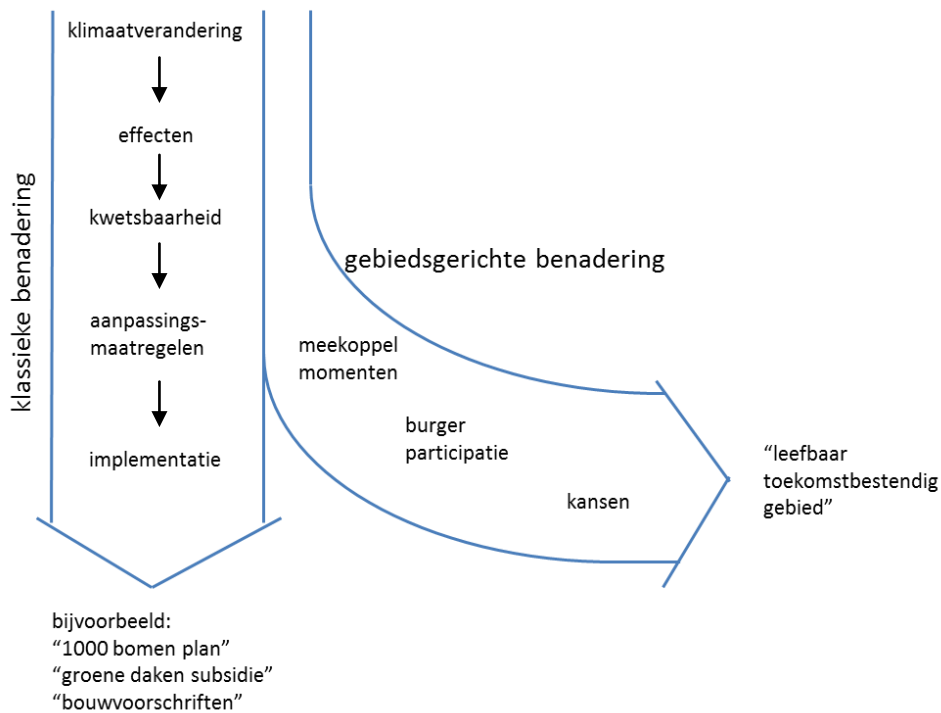 klassieke benadering
klimaatverandering
effecten
kwetsbaarheid
aanpassings-
maatregelen
implementatie
bijvoorbeeld:
“1000 bomen plan”
“groene daken subsidie”
“bouwvoorschriften”
gebiedsgerichte benadering
meekoppel
momenten
burger
participatie
kansen
“leefbaar
toekomstbestendig
gebied”